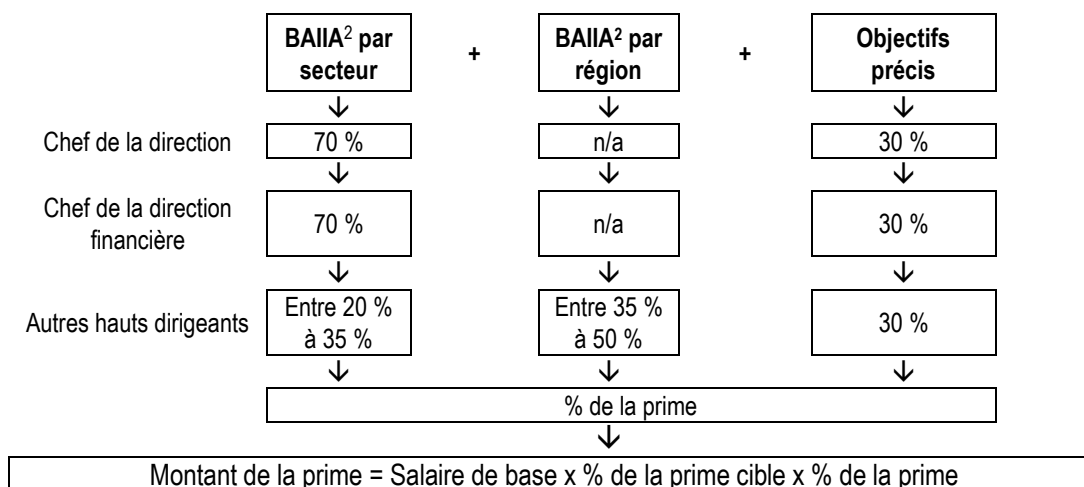 BAIIA² par secteur + BAIIA² par région + Objectifs précis
Chef de la direction 70 % n/a 30 %
Chef de la direction financière 70 % n/a 30 %
Autres hauts dirigeants Entre 20 % à 35 % Entre 35 % à 50 % 30 %
% de la prime
Montant de la prime = Salaire de base x % de la prime cible x % de la prime